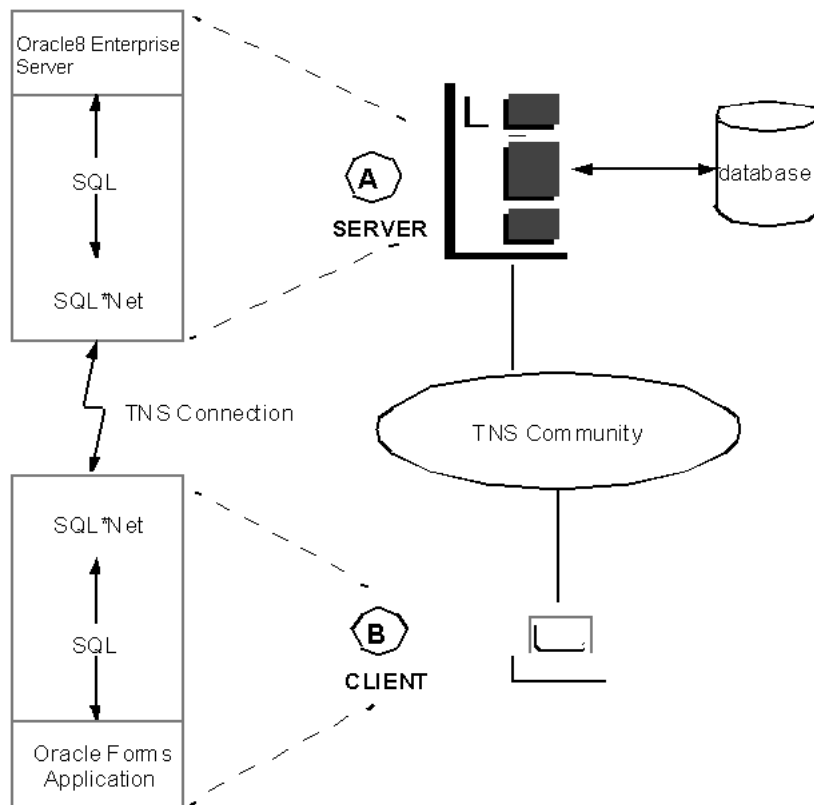 Oracle8 Enterprise
Server
SQL
SQL*Net
A
SERVER
database
TNS Connection
TNS Community
SQL*Net
SQL
Oracle Forms
Application
B
CLIENT